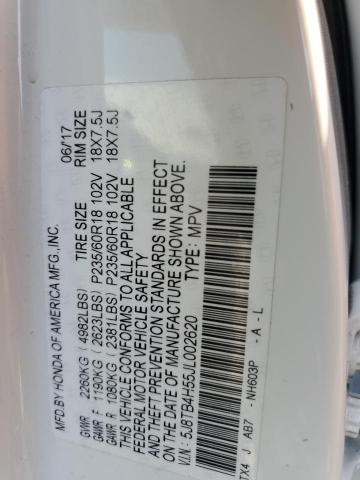 MFD.BY HONDA OF AMERICA MFG.,INC. 06/17
TIRE SIZE RIM SIZE
GVWR 2260KG ( 4982LBS)
GAWR F 1190KG ( 2623LBS) P235/60R18 102V 18X7.5J
GAWR R 1080KG ( 2381LBS) P235/60R18 102V 18X7.5J
THIS VEHICLE CONFORMS TO ALL APPLICABLE
FEDERAL MOTOR VEHICLE SAFETY
AND THEFT PREVENTION STANDARDS IN EFFECT
ON THE DATE OF MANUFACTURE SHOWN ABOVE.
V.I.N.: 5J8TB4H55JL002620 TYPE: MPV
TX4 J AB7 - NH603P - A - L